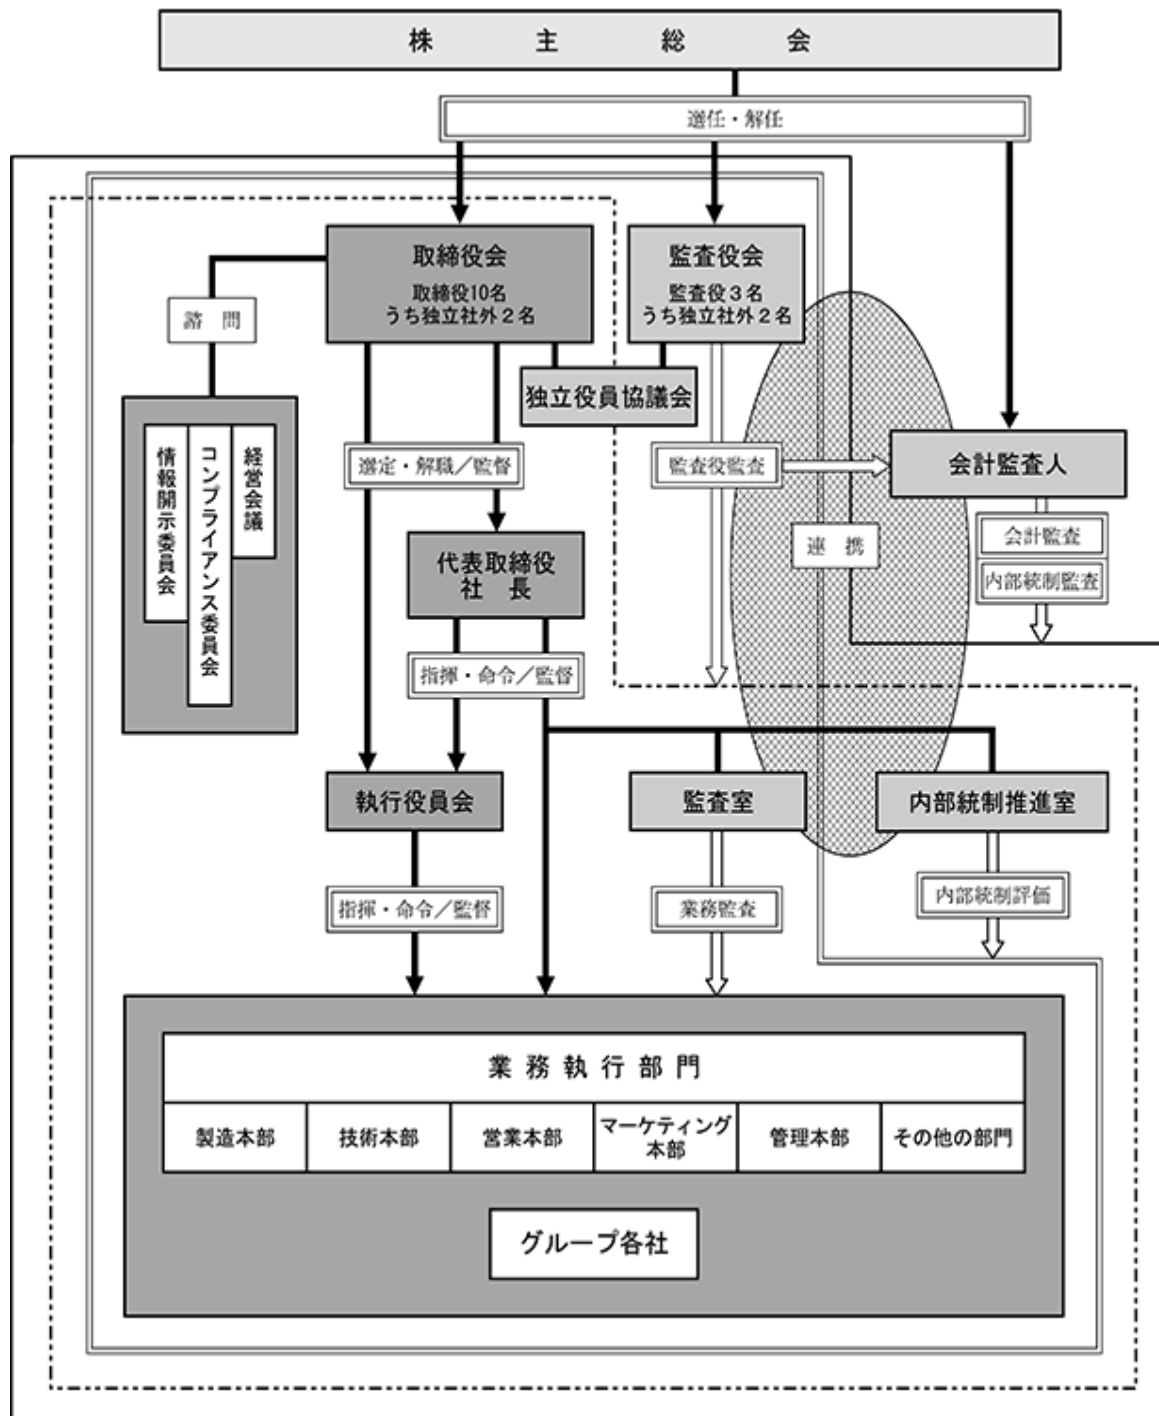 株主総会
選任・解任
取締役会
取締役10名
うち独立社外2名
監査役会
監査役3名
うち独立社外2名
諮問
独立役員協議会
情報開示委員会
コンプライアンス委員会
経営会議
選定・解職/監督
監査役監査
会計監査人
連携
会計監査
内部統制監査
代表取締役
社長
指揮・命令/監督
執行役員会
監査室
内部統制推進室
指揮・命令/監督
業務監査
内部統制評価
業務執行部門
製造本部
技術本部
営業本部
マーケティング
本部
管理本部
その他の部門
グループ各社